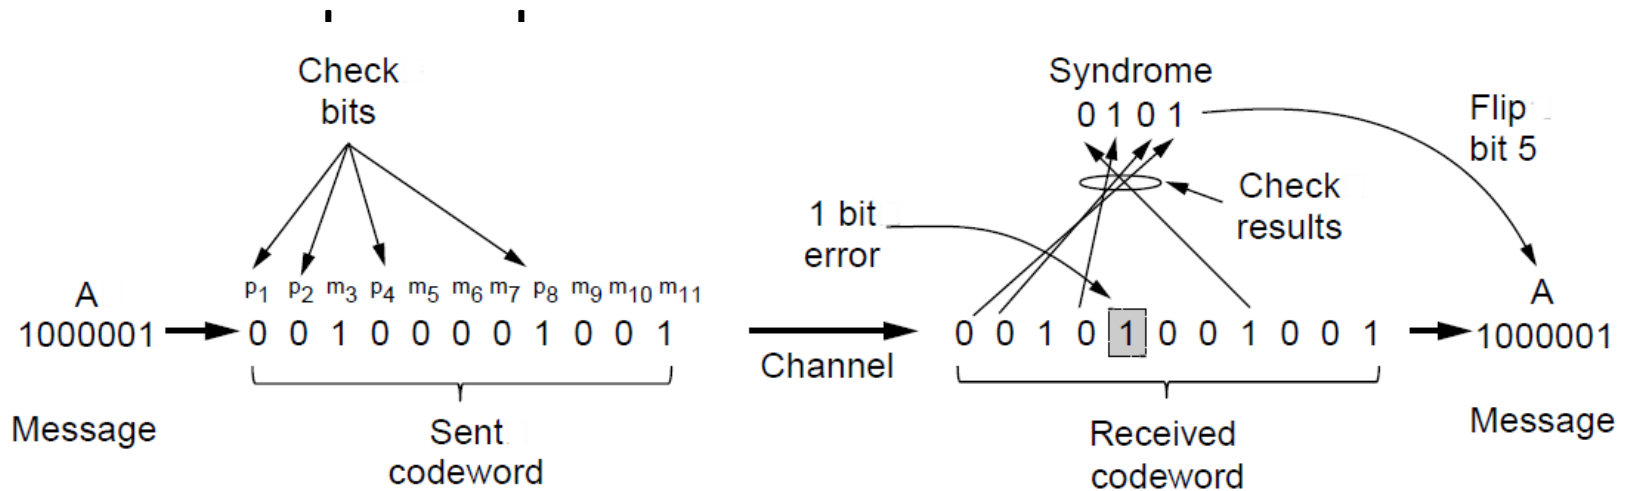 Check
bits
Syndrome
0 1 0 1
Flip
bit 5
Check
results
1 bit
error
A
p1 p2 m3 p4 m5 m6 m7 p8 m9 m10 m11
A
1000001
0 0 1 0 0 0 0 1 0 0 1
0 0 1 0 1 0 0 1 0 0 1
1000001
Channel
Message
Sent
codeword
Received
codeword
Message